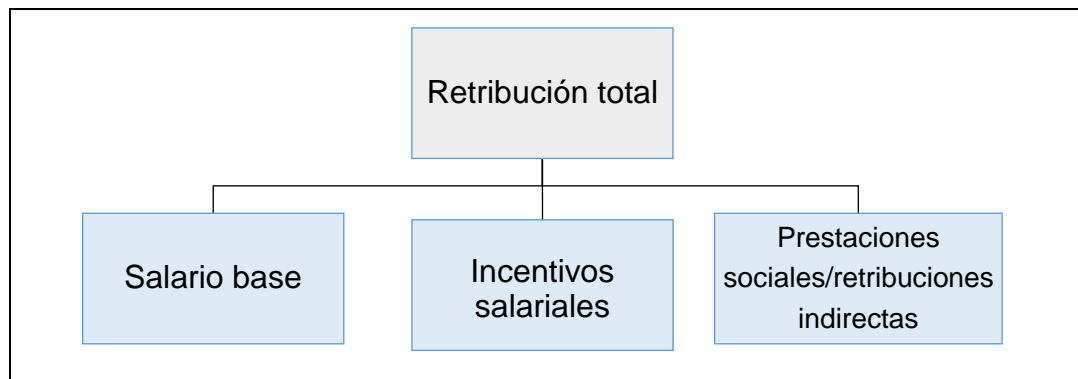 Retribución total
Salario base
Incentivos
salariales
Prestaciones
sociales/retribuciones
indirectas